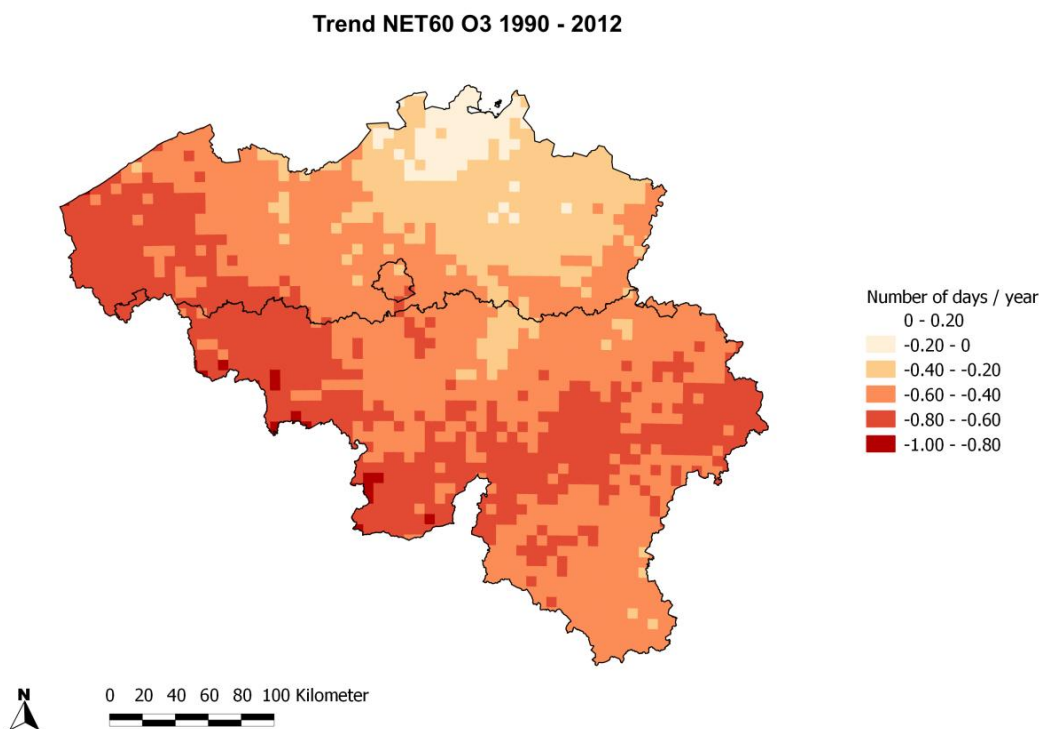 Trend NET60 O3 1990 - 2012
Number of days / year
0 - 0.20
-0.20 - 0
-0.40 - -0.20
-0.60 - -0.40
-0.80 - -0.60
-1.00 - -0.80
N
0 20 40 60 80 100 Kilometer